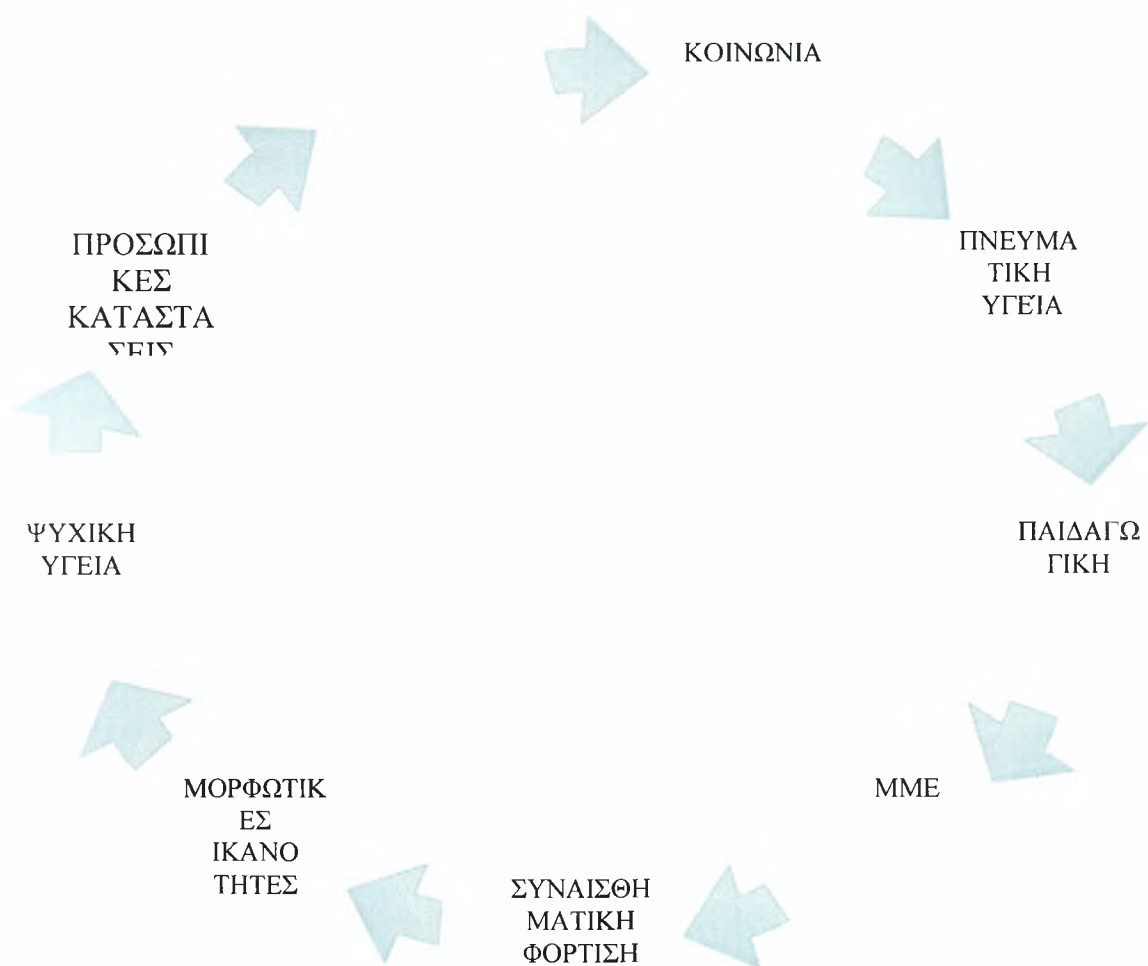 ΚΟΙΝΩΝΙΑ
ΠΝΕΥΜΑ
ΤΙΚΗ
ΥΓΕΊΑ
ΠΑΙΔΑΓΩ
ΓΙΚΗ
ΜΜΕ
ΣΥΝΑΙΣΘΗ
ΜΑΤΙΚΗ
ΦΟΡΤΙΣΗ
ΜΟΡΦΩΤΙΚ
ΕΣ
ΙΚΑΝΟ
ΤΗΤΕΣ
ΨΥΧΙΚΗ
ΥΓΕΙΑ
ΠΡΟΣΩΠΙ
ΚΕΣ
ΚΑΤΑΣΤΑ
ΣΕΙΣ